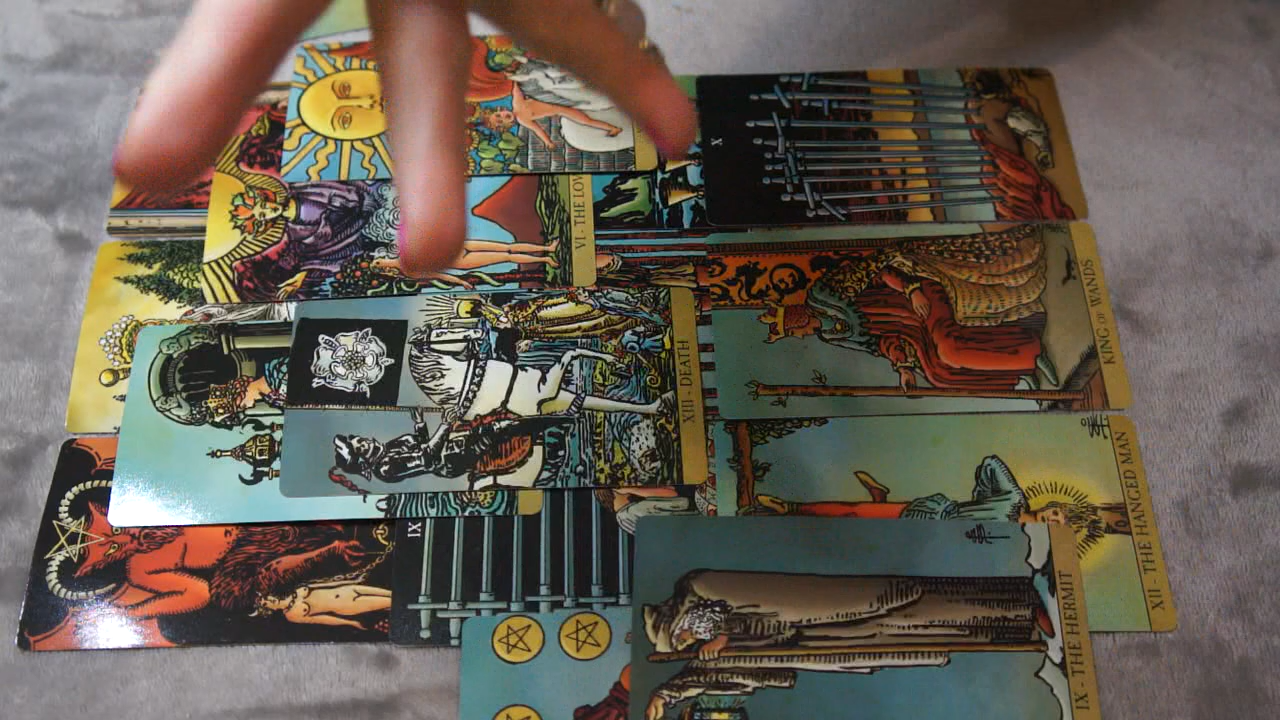 X
VI - THE LOV
KING OF WANDS
XIII - DEATH
IX
XII - THE HANGED MAN
IX - THE HERMIT